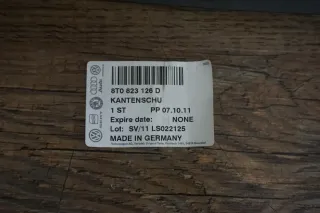 8T0 823 126 D
KANTENSCHU
1 ST PP 07.10.11
Expire date: NONE
Lot: SV/11 LS022125
MADE IN GERMANY